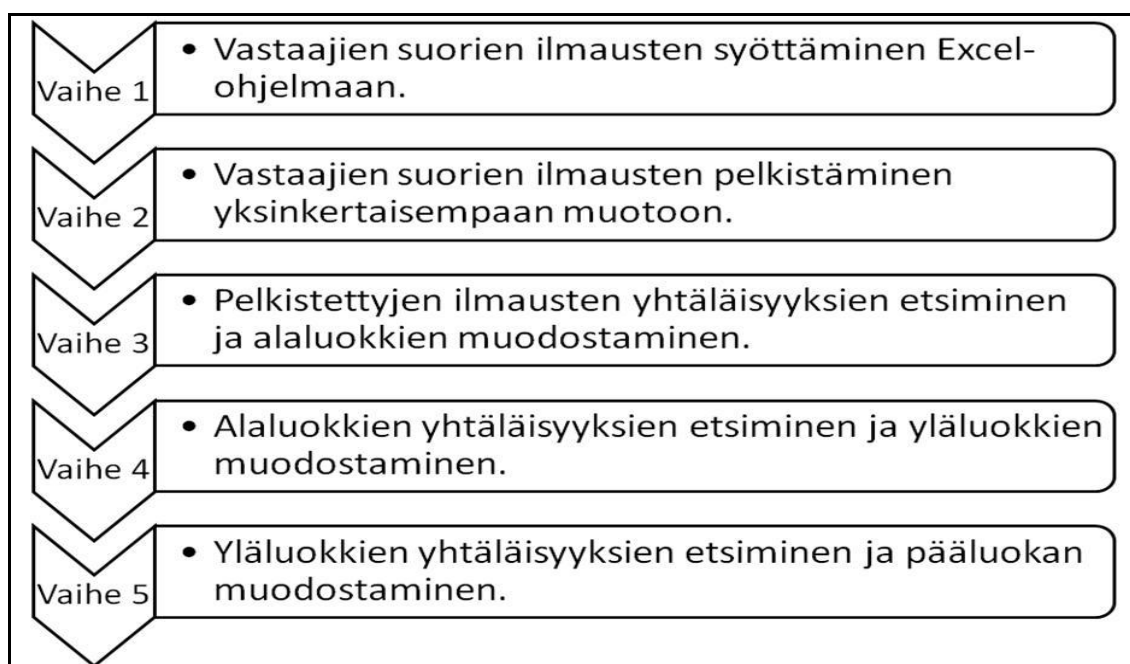 Vaihe 1
• Vastaajien suorien ilmausten syöttäminen Excel-
ohjelmaan.
Vaihe 2
• Vastaajien suorien ilmausten pelkistäminen
yksinkertaisempaan muotoon.
Vaihe 3
• Pelkistettyjen ilmausten yhtäläisyyksien etsiminen
ja alaluokkien muodostaminen.
Vaihe 4
• Alaluokkien yhtäläisyyksien etsiminen ja yläluokkien
muodostaminen.
Vaihe 5
• Yläluokkien yhtäläisyyksien etsiminen ja pääluokan
muodostaminen.